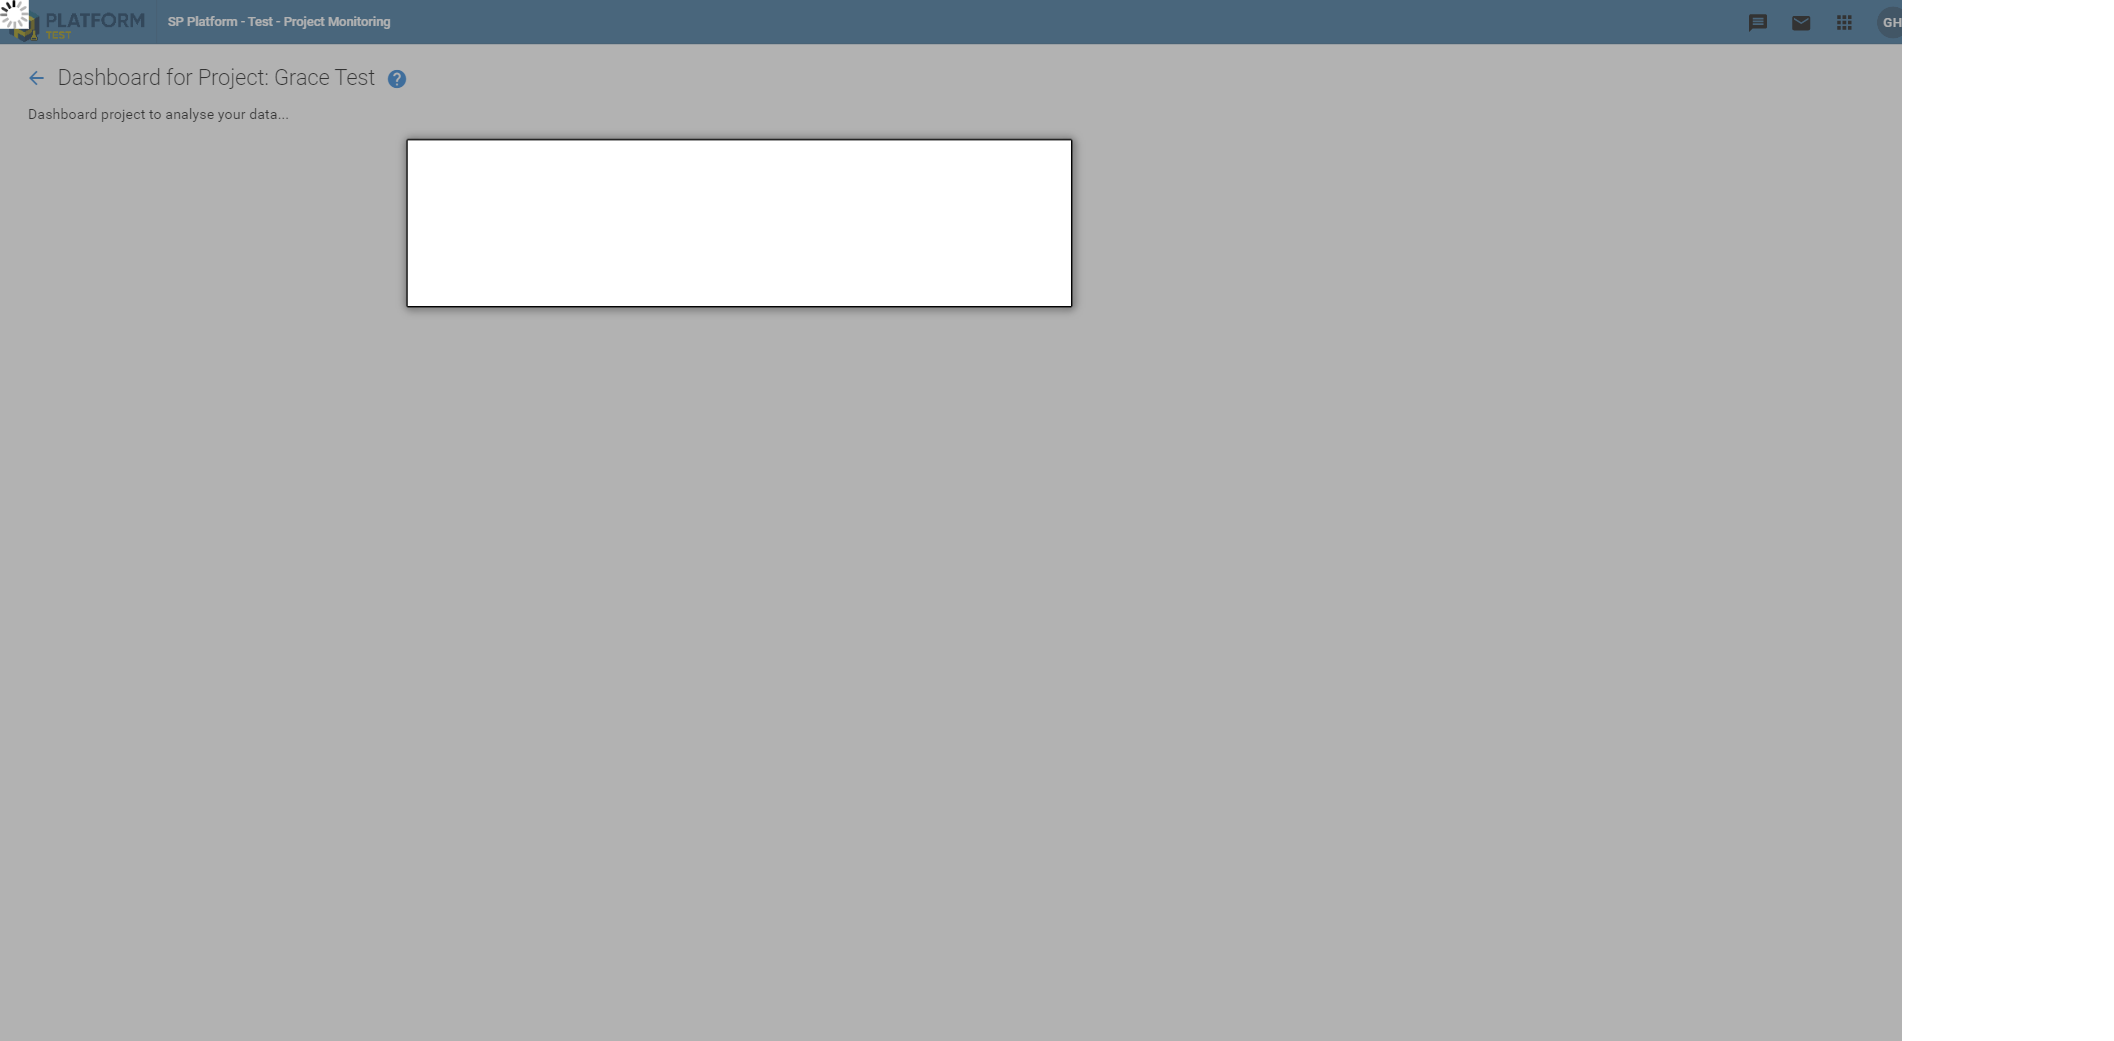 PLATFORM
TEST
SP Platform - Test - Project Monitoring
GH
Dashboard for Project: Grace Test ?
Dashboard project to analyse your data...